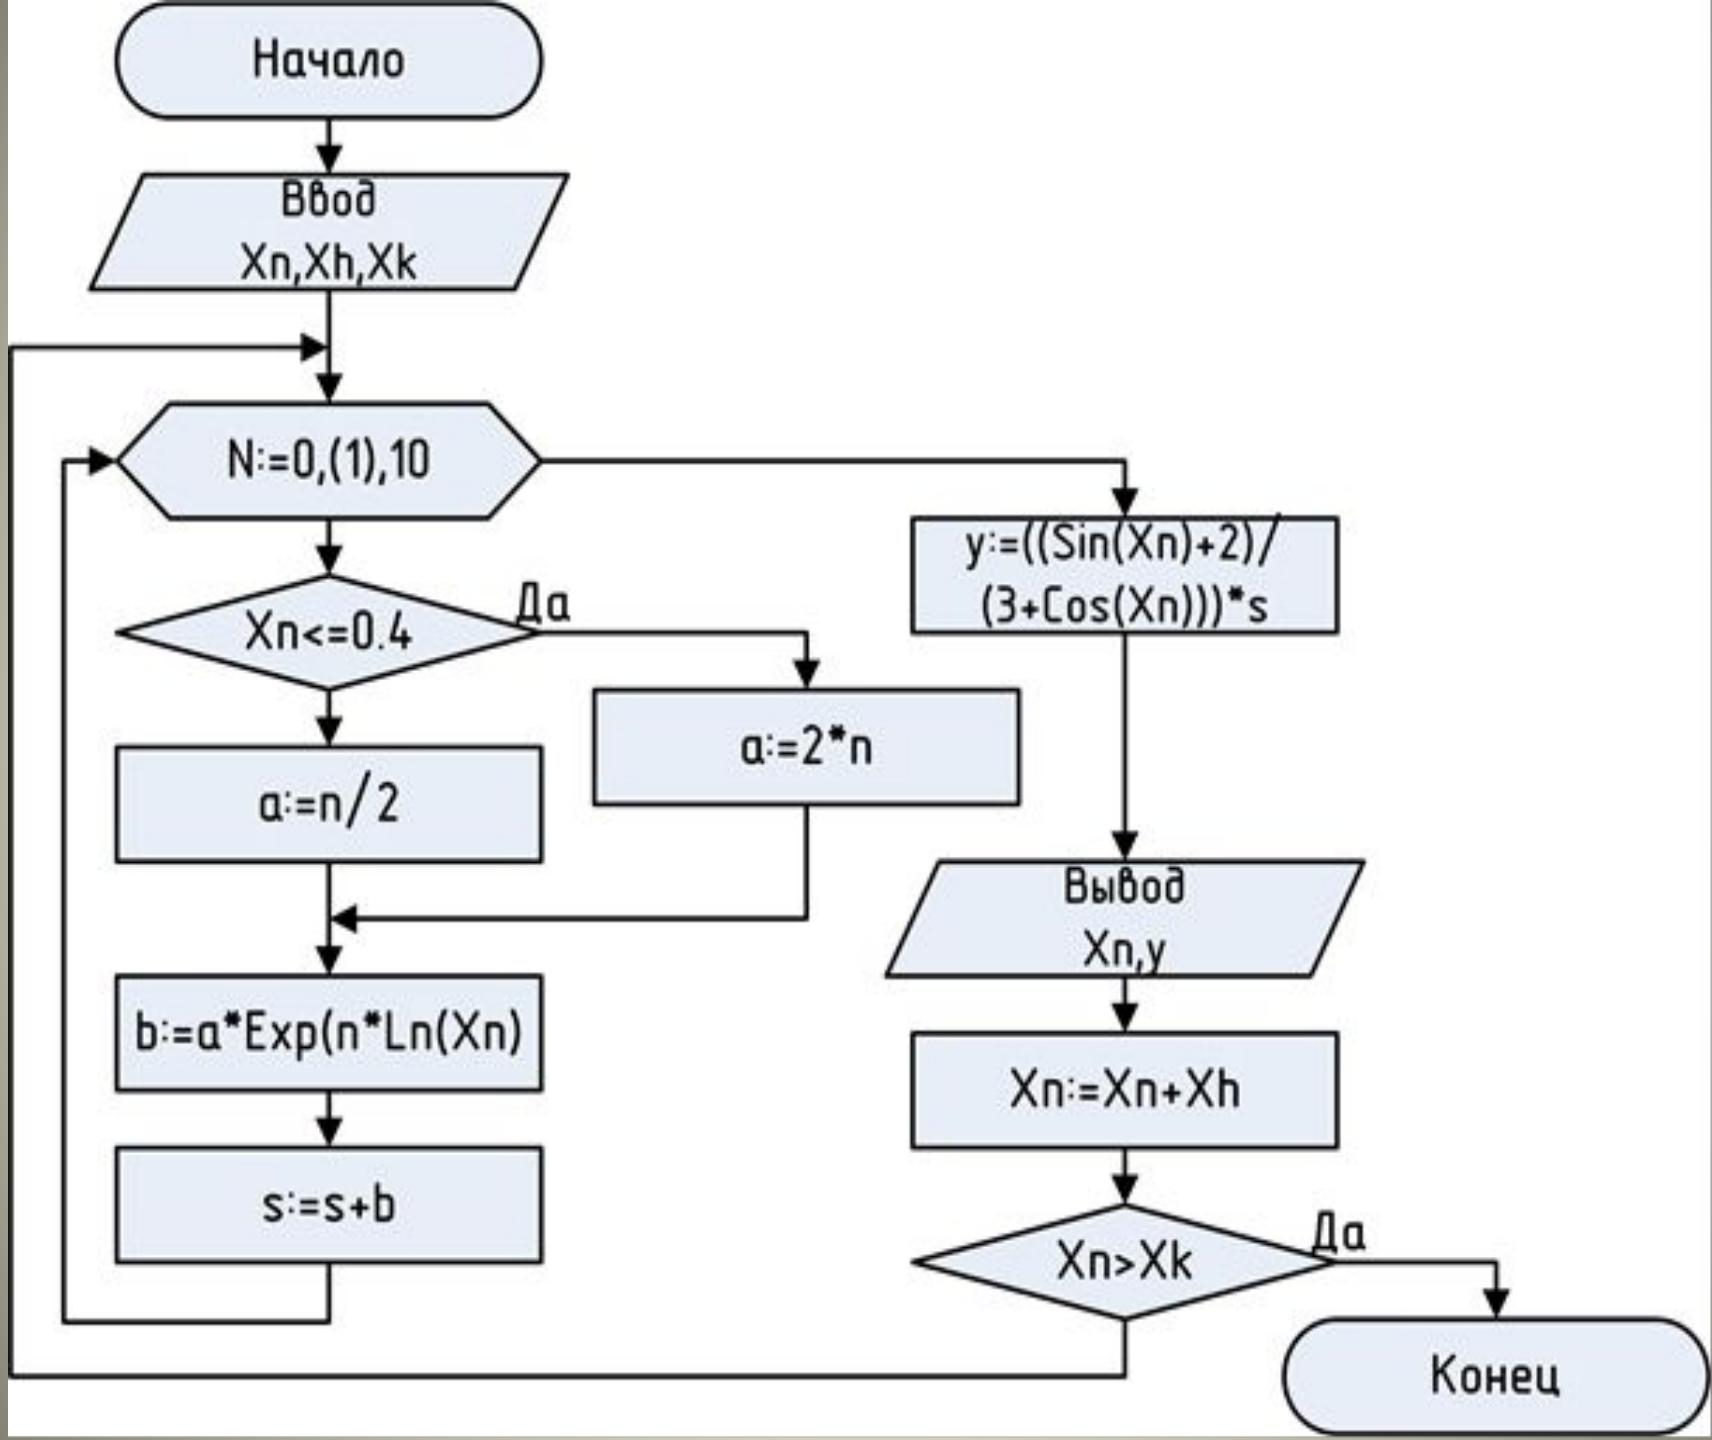 Начало
Ввод
Xn,Xh,Xk
N:=0,(1),10
Xn<=0.4
Да
a:=n/2
a:=2*n
b:=a*Exp(n*Ln(Xn)
s:=s+b
y:=((Sin(Xn)+2)/
(3+Cos(Xn)))*s
Вывод
Xn,y
Xn:=Xn+Xh
Xn>Xk
Да
Конец